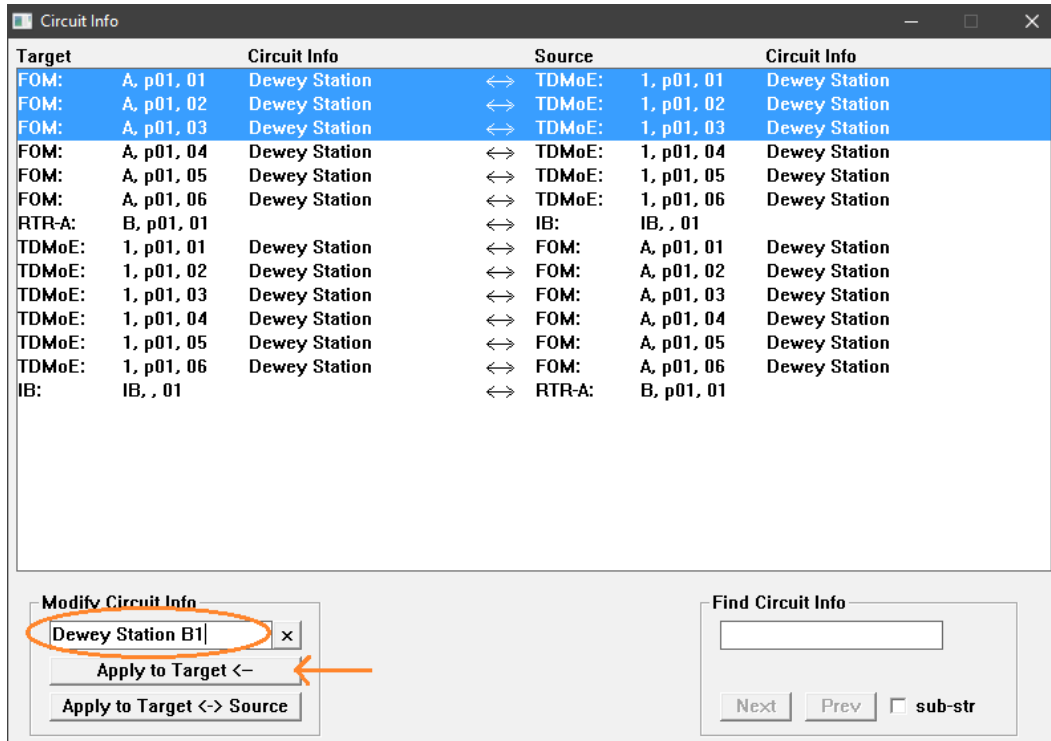 Circuit Info
Target Circuit Info Source Circuit Info
FOM: A, p01, 01 Dewey Station <-> TDMoE: 1, p01, 01 Dewey Station
FOM: A, p01, 02 Dewey Station <-> TDMoE: 1, p01, 02 Dewey Station
FOM: A, p01, 03 Dewey Station <-> TDMoE: 1, p01, 03 Dewey Station
FOM: A, p01, 04 Dewey Station <-> TDMoE: 1, p01, 04 Dewey Station
FOM: A, p01, 05 Dewey Station <-> TDMoE: 1, p01, 05 Dewey Station
FOM: A, p01, 06 Dewey Station <-> TDMoE: 1, p01, 06 Dewey Station
RTR-A: B, p01, 01 <-> IB: IB, , 01
TDMoE: 1, p01, 01 Dewey Station <-> FOM: A, p01, 01 Dewey Station
TDMoE: 1, p01, 02 Dewey Station <-> FOM: A, p01, 02 Dewey Station
TDMoE: 1, p01, 03 Dewey Station <-> FOM: A, p01, 03 Dewey Station
TDMoE: 1, p01, 04 Dewey Station <-> FOM: A, p01, 04 Dewey Station
TDMoE: 1, p01, 05 Dewey Station <-> FOM: A, p01, 05 Dewey Station
TDMoE: 1, p01, 06 Dewey Station <-> FOM: A, p01, 06 Dewey Station
IB: IB, , 01 <-> RTR-A: B, p01, 01
Modify Circuit Info
Dewey Station B1 x
Apply to Target <-
Apply to Target <-> Source
Find Circuit Info
Next Prev sub-str